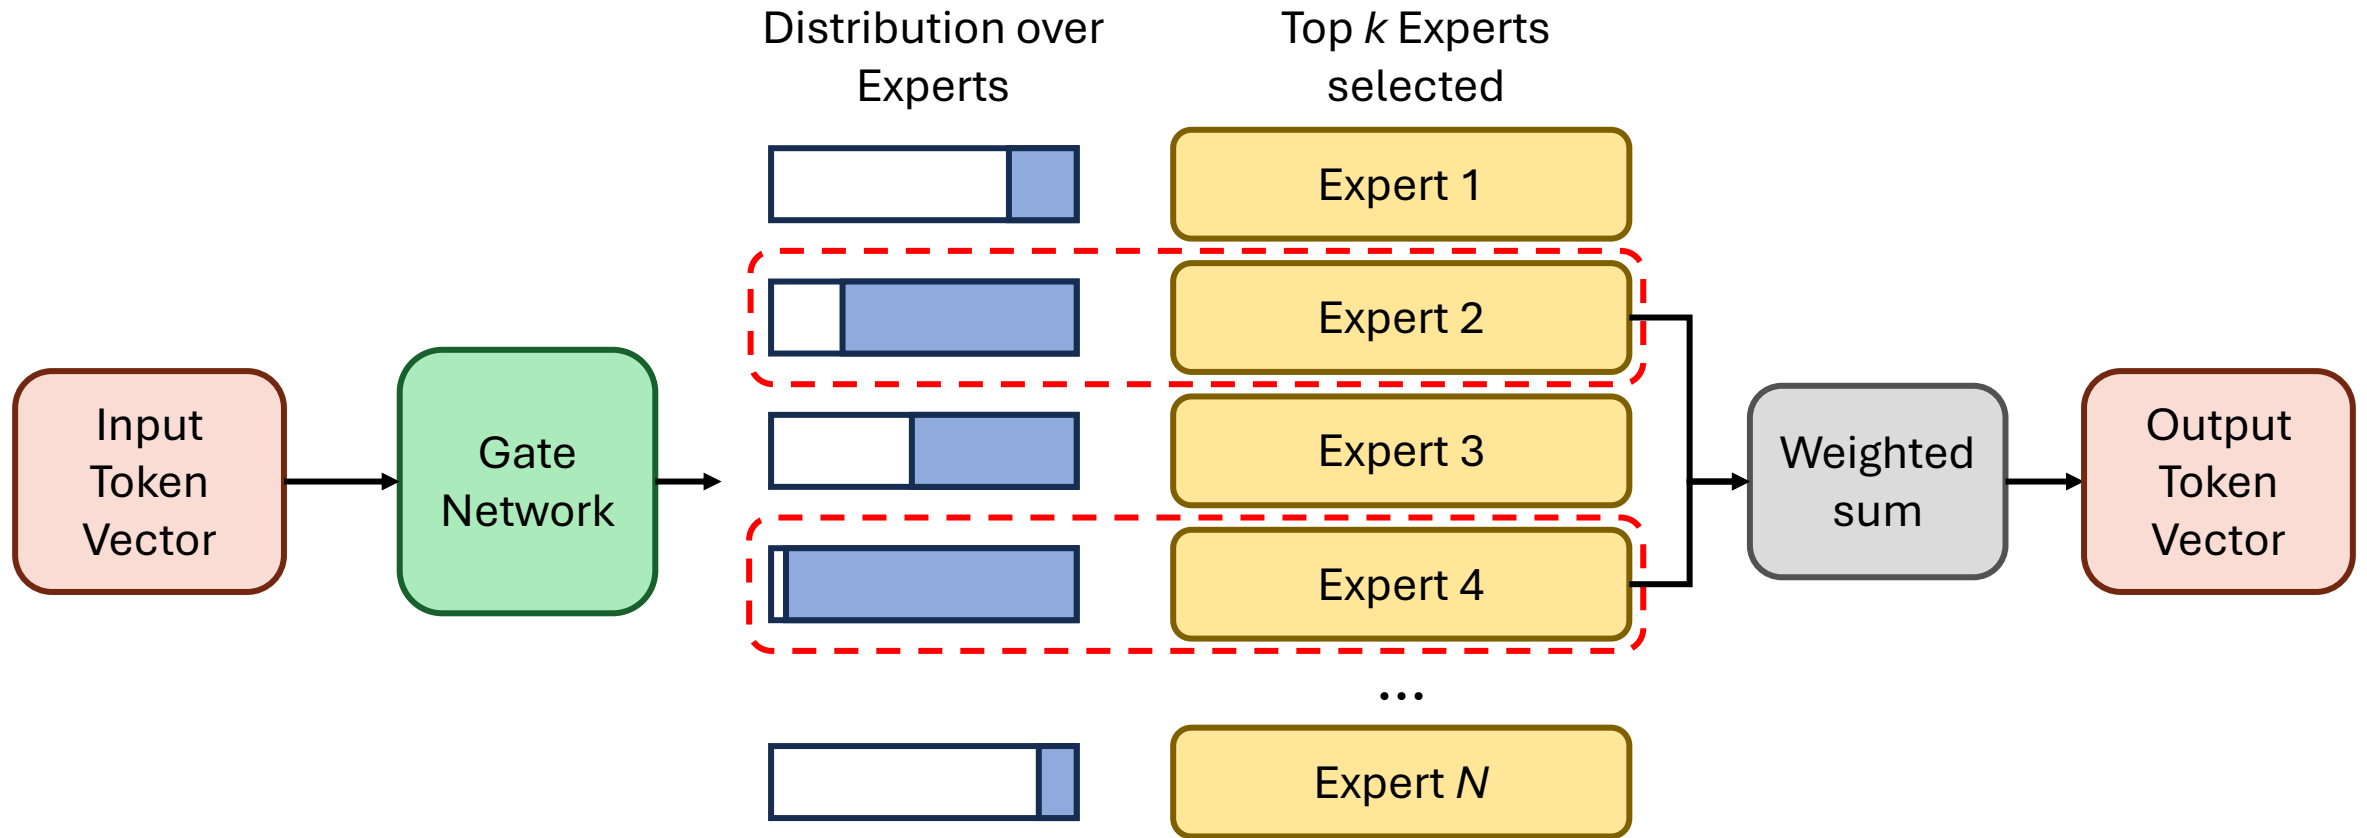 Distribution over
Experts
Top k Experts
selected
Input
Token
Vector
Gate
Network
Expert 1
Expert 2
Expert 3
Expert 4
...
Expert N
Weighted
sum
Output
Token
Vector